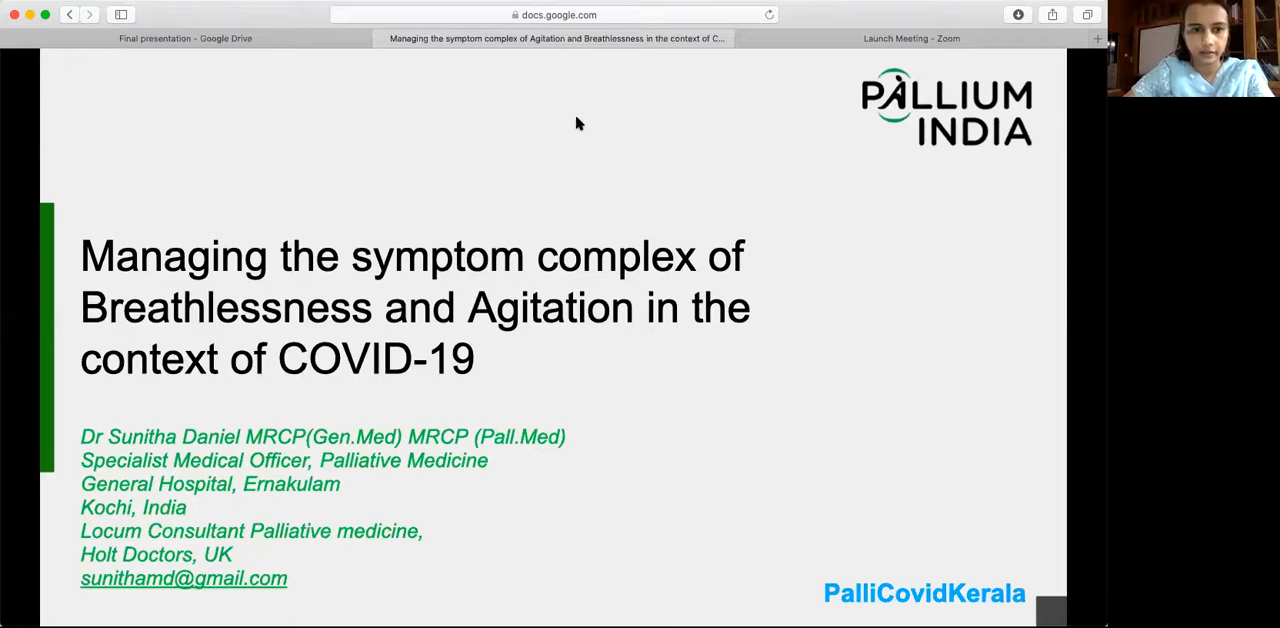 docs.google.com
Final presentation - Google Drive
Managing the symptom complex of Agitation and Breathlessness in the context of C...
Launch Meeting - Zoom
PALLIUM
INDIA
Managing the symptom complex of
Breathlessness and Agitation in the
context of COVID-19
Dr Sunitha Daniel MRCP(Gen.Med) MRCP (Pall.Med)
Specialist Medical Officer, Palliative Medicine
General Hospital, Ernakulam
Kochi, India
Locum Consultant Palliative medicine,
Holt Doctors, UK
sunithamd@gmail.com
PalliCovidKerala